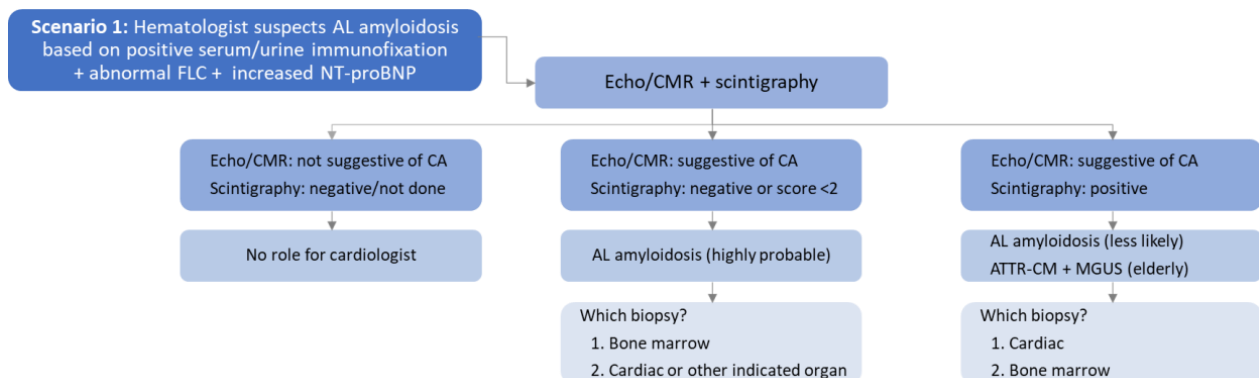 Scenario 1: Hematologist suspects AL amyloidosis
based on positive serum/urine immunofixation
+ abnormal FLC + increased NT-proBNP
Echo/CMR + scintigraphy
Echo/CMR: not suggestive of CA
Scintigraphy: negative/not done
Echo/CMR: suggestive of CA
Scintigraphy: negative or score <2
Echo/CMR: suggestive of CA
Scintigraphy: positive
No role for cardiologist
AL amyloidosis (highly probable)
AL amyloidosis (less likely)
ATTR-CM + MGUS (elderly)
Which biopsy?
1. Bone marrow
2. Cardiac or other indicated organ
Which biopsy?
1. Cardiac
2. Bone marrow